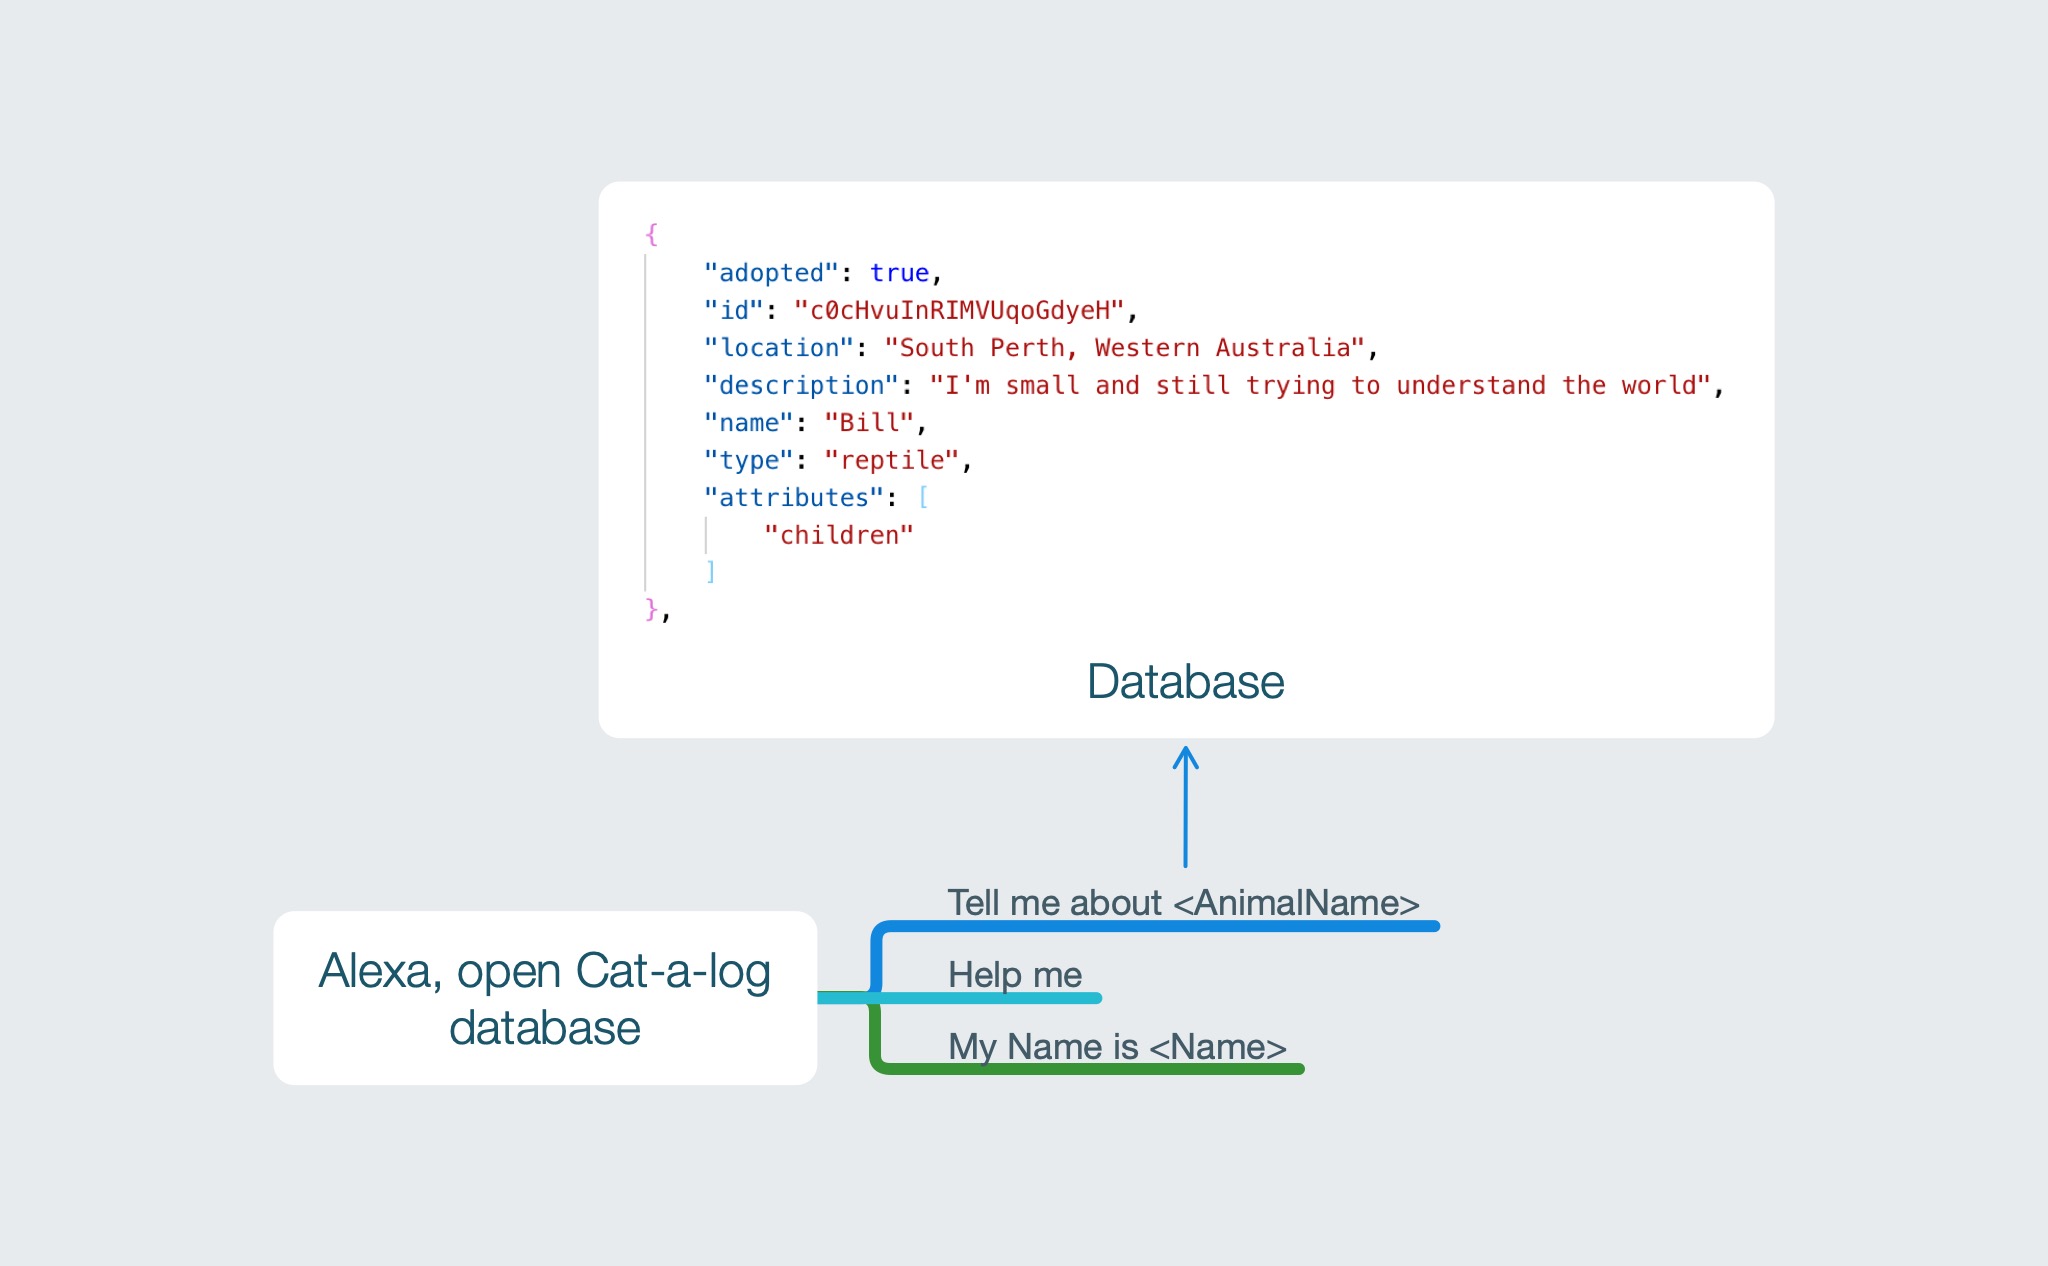 {
"adopted": true,
"id": "c0cHvuInRIMVUqoGdyeH",
"location": "South Perth, Western Australia",
"description": "I'm small and still trying to understand the world",
"name": "Bill",
"type": "reptile",
"attributes": [
"children"
]
},
Database
Tell me about <AnimalName>
Alexa, open Cat-a-log
database
Help me
My Name is <Name>